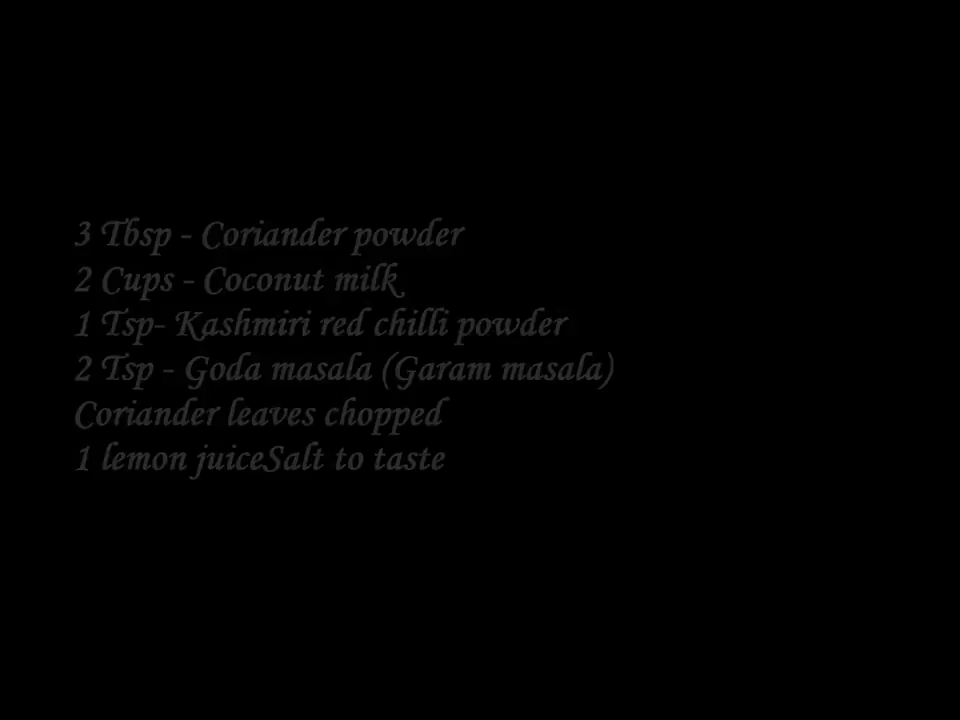 3 Tbsp - Coriander powder
2 Cups - Coconut milk
1 Tsp- Kashmiri red chilli powder
2 Tsp - Goda masala (Garam masala)
Coriander leaves chopped
1 lemon juiceSalt to taste